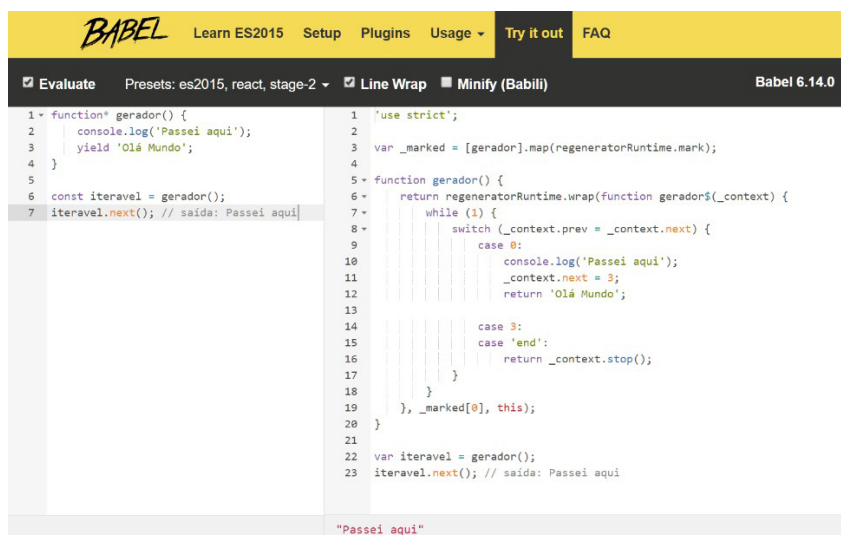 BABEL Learn ES2015 Setup Plugins Usage Try it out FAQ
Evaluate Presets: es2015, react, stage-2 Line Wrap Minify (Babili) Babel 6.14.0
1 function* gerador() {
2 console.log('Passei aqui');
3 yield 'Olá Mundo';
4 }
5
6 const iteravel = gerador();
7 iteravel.next(); // saída: Passei aqui
1 'use strict';
2
3 var _marked = [gerador].map(regeneratorRuntime.mark);
4
5 function gerador() {
6 return regeneratorRuntime.wrap(function gerador$(_context) {
7 while (1) {
8 switch (_context.prev = _context.next) {
9 case 0:
10 console.log('Passei aqui');
11 _context.next = 3;
12 return 'Olá Mundo';
13
14 case 3:
15 case 'end':
16 return _context.stop();
17 }
18 }
19 }, _marked[0], this);
20 }
21
22 var iteravel = gerador();
23 iteravel.next(); // saída: Passei aqui
"Passei aqui"